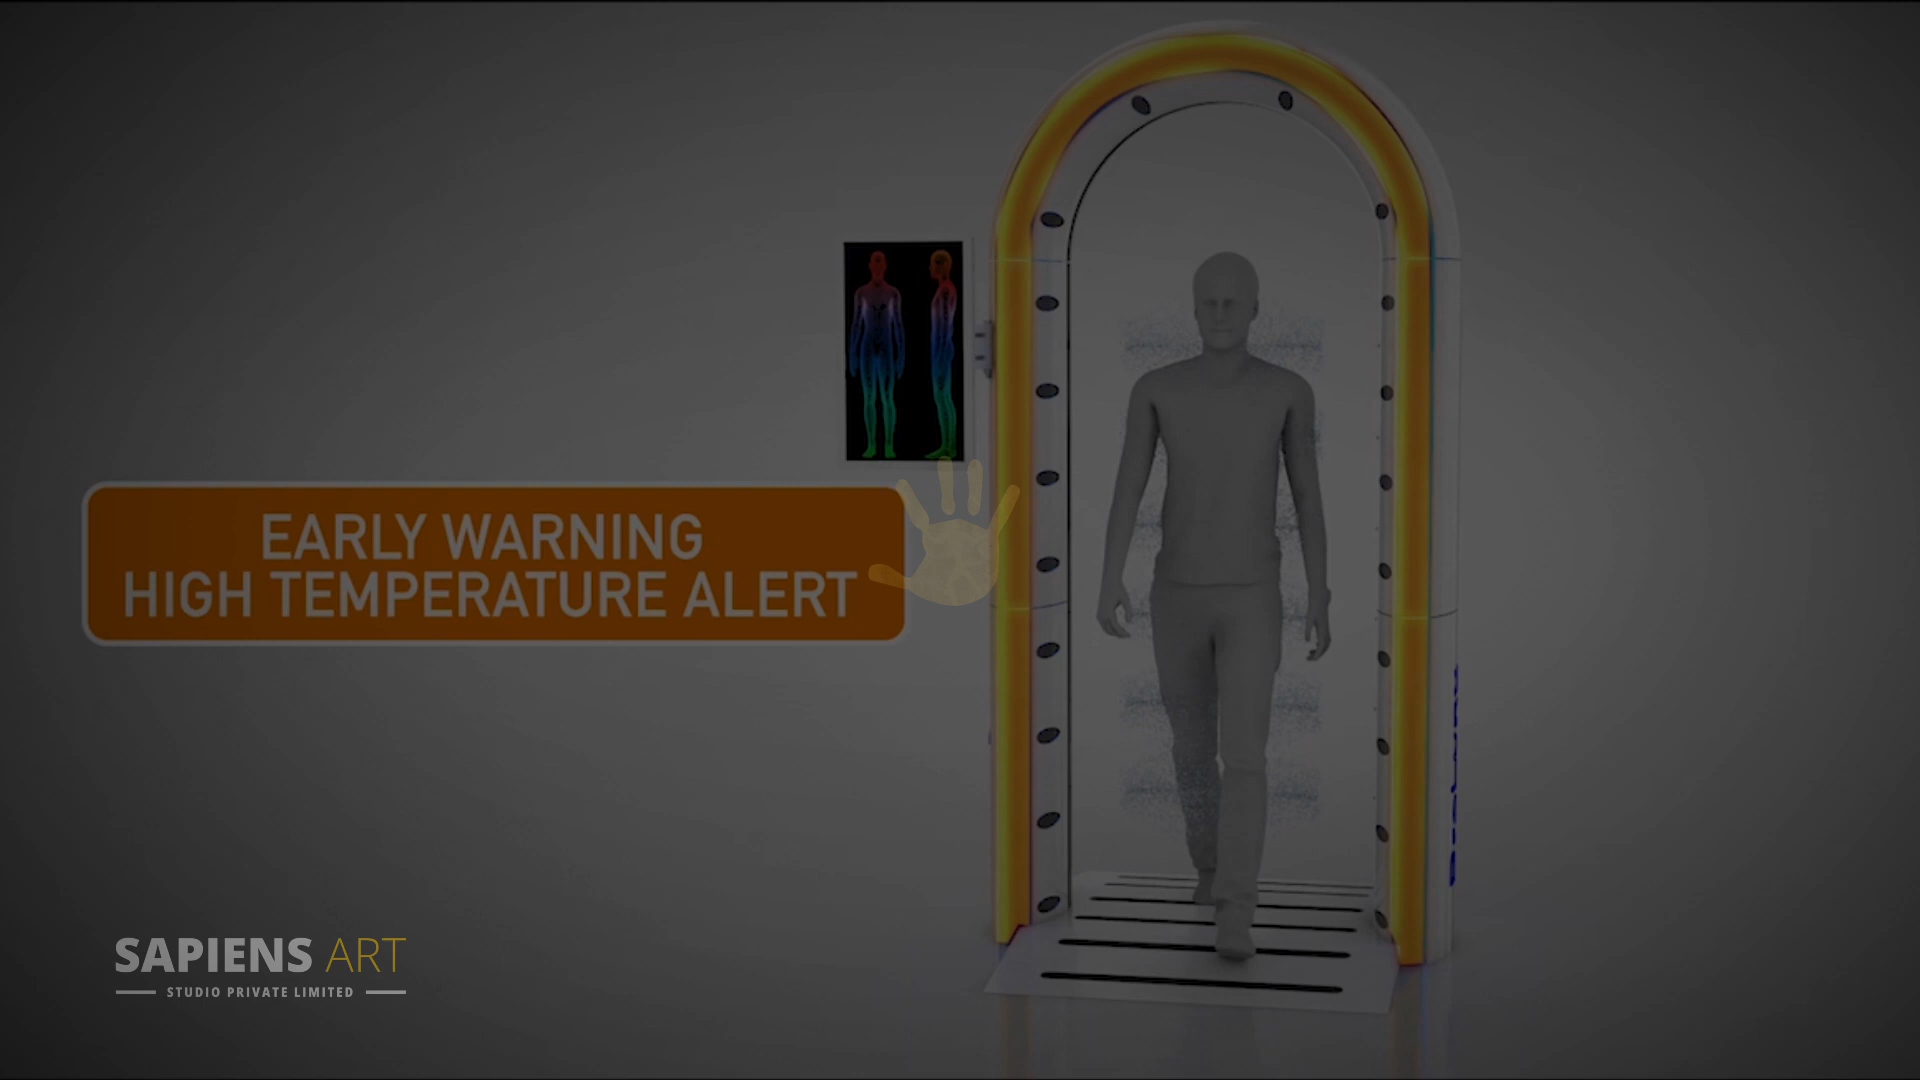 EARLY WARNING
HIGH TEMPERATURE ALERT
SAPIENS ART
STUDIO PRIVATE LIMITED